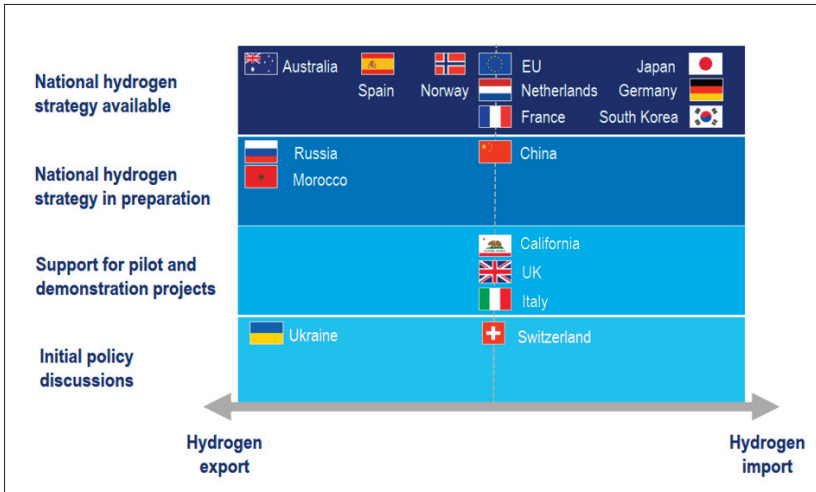 National hydrogen
strategy available
Australia
Spain
Norway
EU
Netherlands
France
Japan
Germany
South Korea
National hydrogen
strategy in preparation
Russia
Morocco
China
Support for pilot and
demonstration projects
California
UK
Italy
Initial policy
discussions
Ukraine
Switzerland
Hydrogen
export
Hydrogen
import